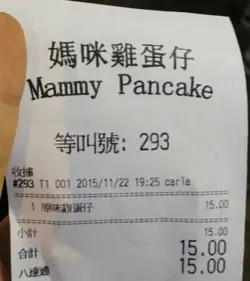 媽咪雞蛋仔
Mammy Pancake
等叫號: 293
收據
#293 T1 001 2015/11/22 19:25 carla
1 原味雞蛋仔 15.00
小計 15.00
合計 15.00
八達通 15.00